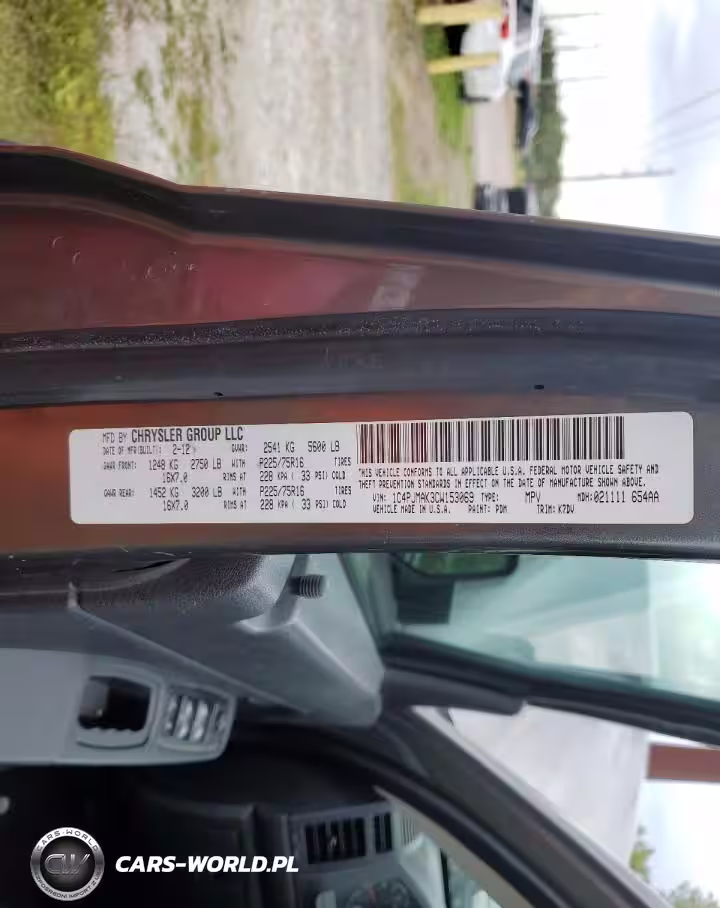 MFD BY CHRYSLER GROUP LLC
DATE OF MFR(BUILT): 2-12 GVWR: 2541 KG 5600 LB
GAWR FRONT: 1248 KG 2750 LB WITH P225/75R16 TIRES
16X7.0 RIMS AT 228 KPA ( 33 PSI) COLD
GAWR REAR: 1452 KG 3200 LB WITH P225/75R16 TIRES
16X7.0 RIMS AT 228 KPA ( 33 PSI) COLD
THIS VEHICLE CONFORMS TO ALL APPLICABLE U.S.A. FEDERAL MOTOR VEHICLE SAFETY AND
THEFT PREVENTION STANDARDS IN EFFECT ON THE DATE OF MANUFACTURE SHOWN ABOVE.
VIN: 1C4PJMAK3CW153069 TYPE: MPV MDH: 021111 654AA
VEHICLE MADE IN U.S.A. PAINT: PDM TRIM: K7DV
CARS-WORLD
CW
CARS-WORLD.PL